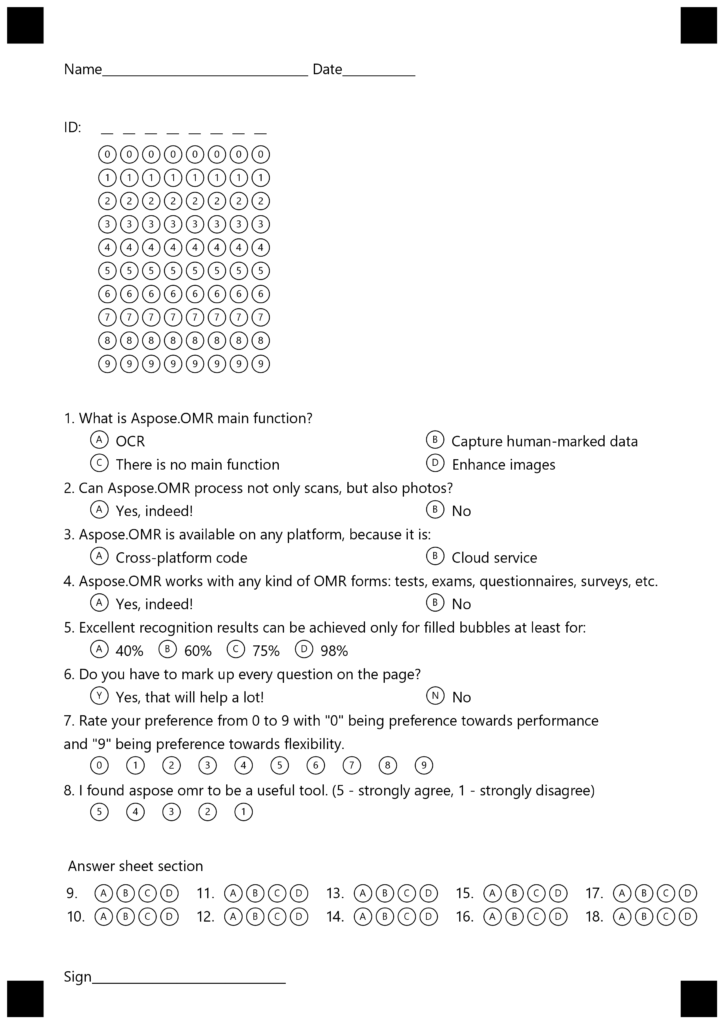 Name____________________________ Date__________
ID: __ __ __ __ __ __ __ __
0 0 0 0 0 0 0 0
1 1 1 1 1 1 1 1
2 2 2 2 2 2 2 2
3 3 3 3 3 3 3 3
4 4 4 4 4 4 4 4
5 5 5 5 5 5 5 5
6 6 6 6 6 6 6 6
7 7 7 7 7 7 7 7
8 8 8 8 8 8 8 8
9 9 9 9 9 9 9 9
1. What is Aspose.OMR main function?
A OCR B Capture human-marked data
C There is no main function D Enhance images
2. Can Aspose.OMR process not only scans, but also photos?
A Yes, indeed! B No
3. Aspose.OMR is available on any platform, because it is:
A Cross-platform code B Cloud service
4. Aspose.OMR works with any kind of OMR forms: tests, exams, questionnaires, surveys, etc.
A Yes, indeed! B No
5. Excellent recognition results can be achieved only for filled bubbles at least for:
A 40% B 60% C 75% D 98%
6. Do you have to mark up every question on the page?
Y Yes, that will help a lot! N No
7. Rate your preference from 0 to 9 with "0" being preference towards performance
and "9" being preference towards flexibility.
0 1 2 3 4 5 6 7 8 9
8. I found aspose omr to be a useful tool. (5 - strongly agree, 1 - strongly disagree)
5 4 3 2 1
Answer sheet section
9. A B C D 11. A B C D 13. A B C D 15. A B C D 17. A B C D
10. A B C D 12. A B C D 14. A B C D 16. A B C D 18. A B C D
Sign__________________________